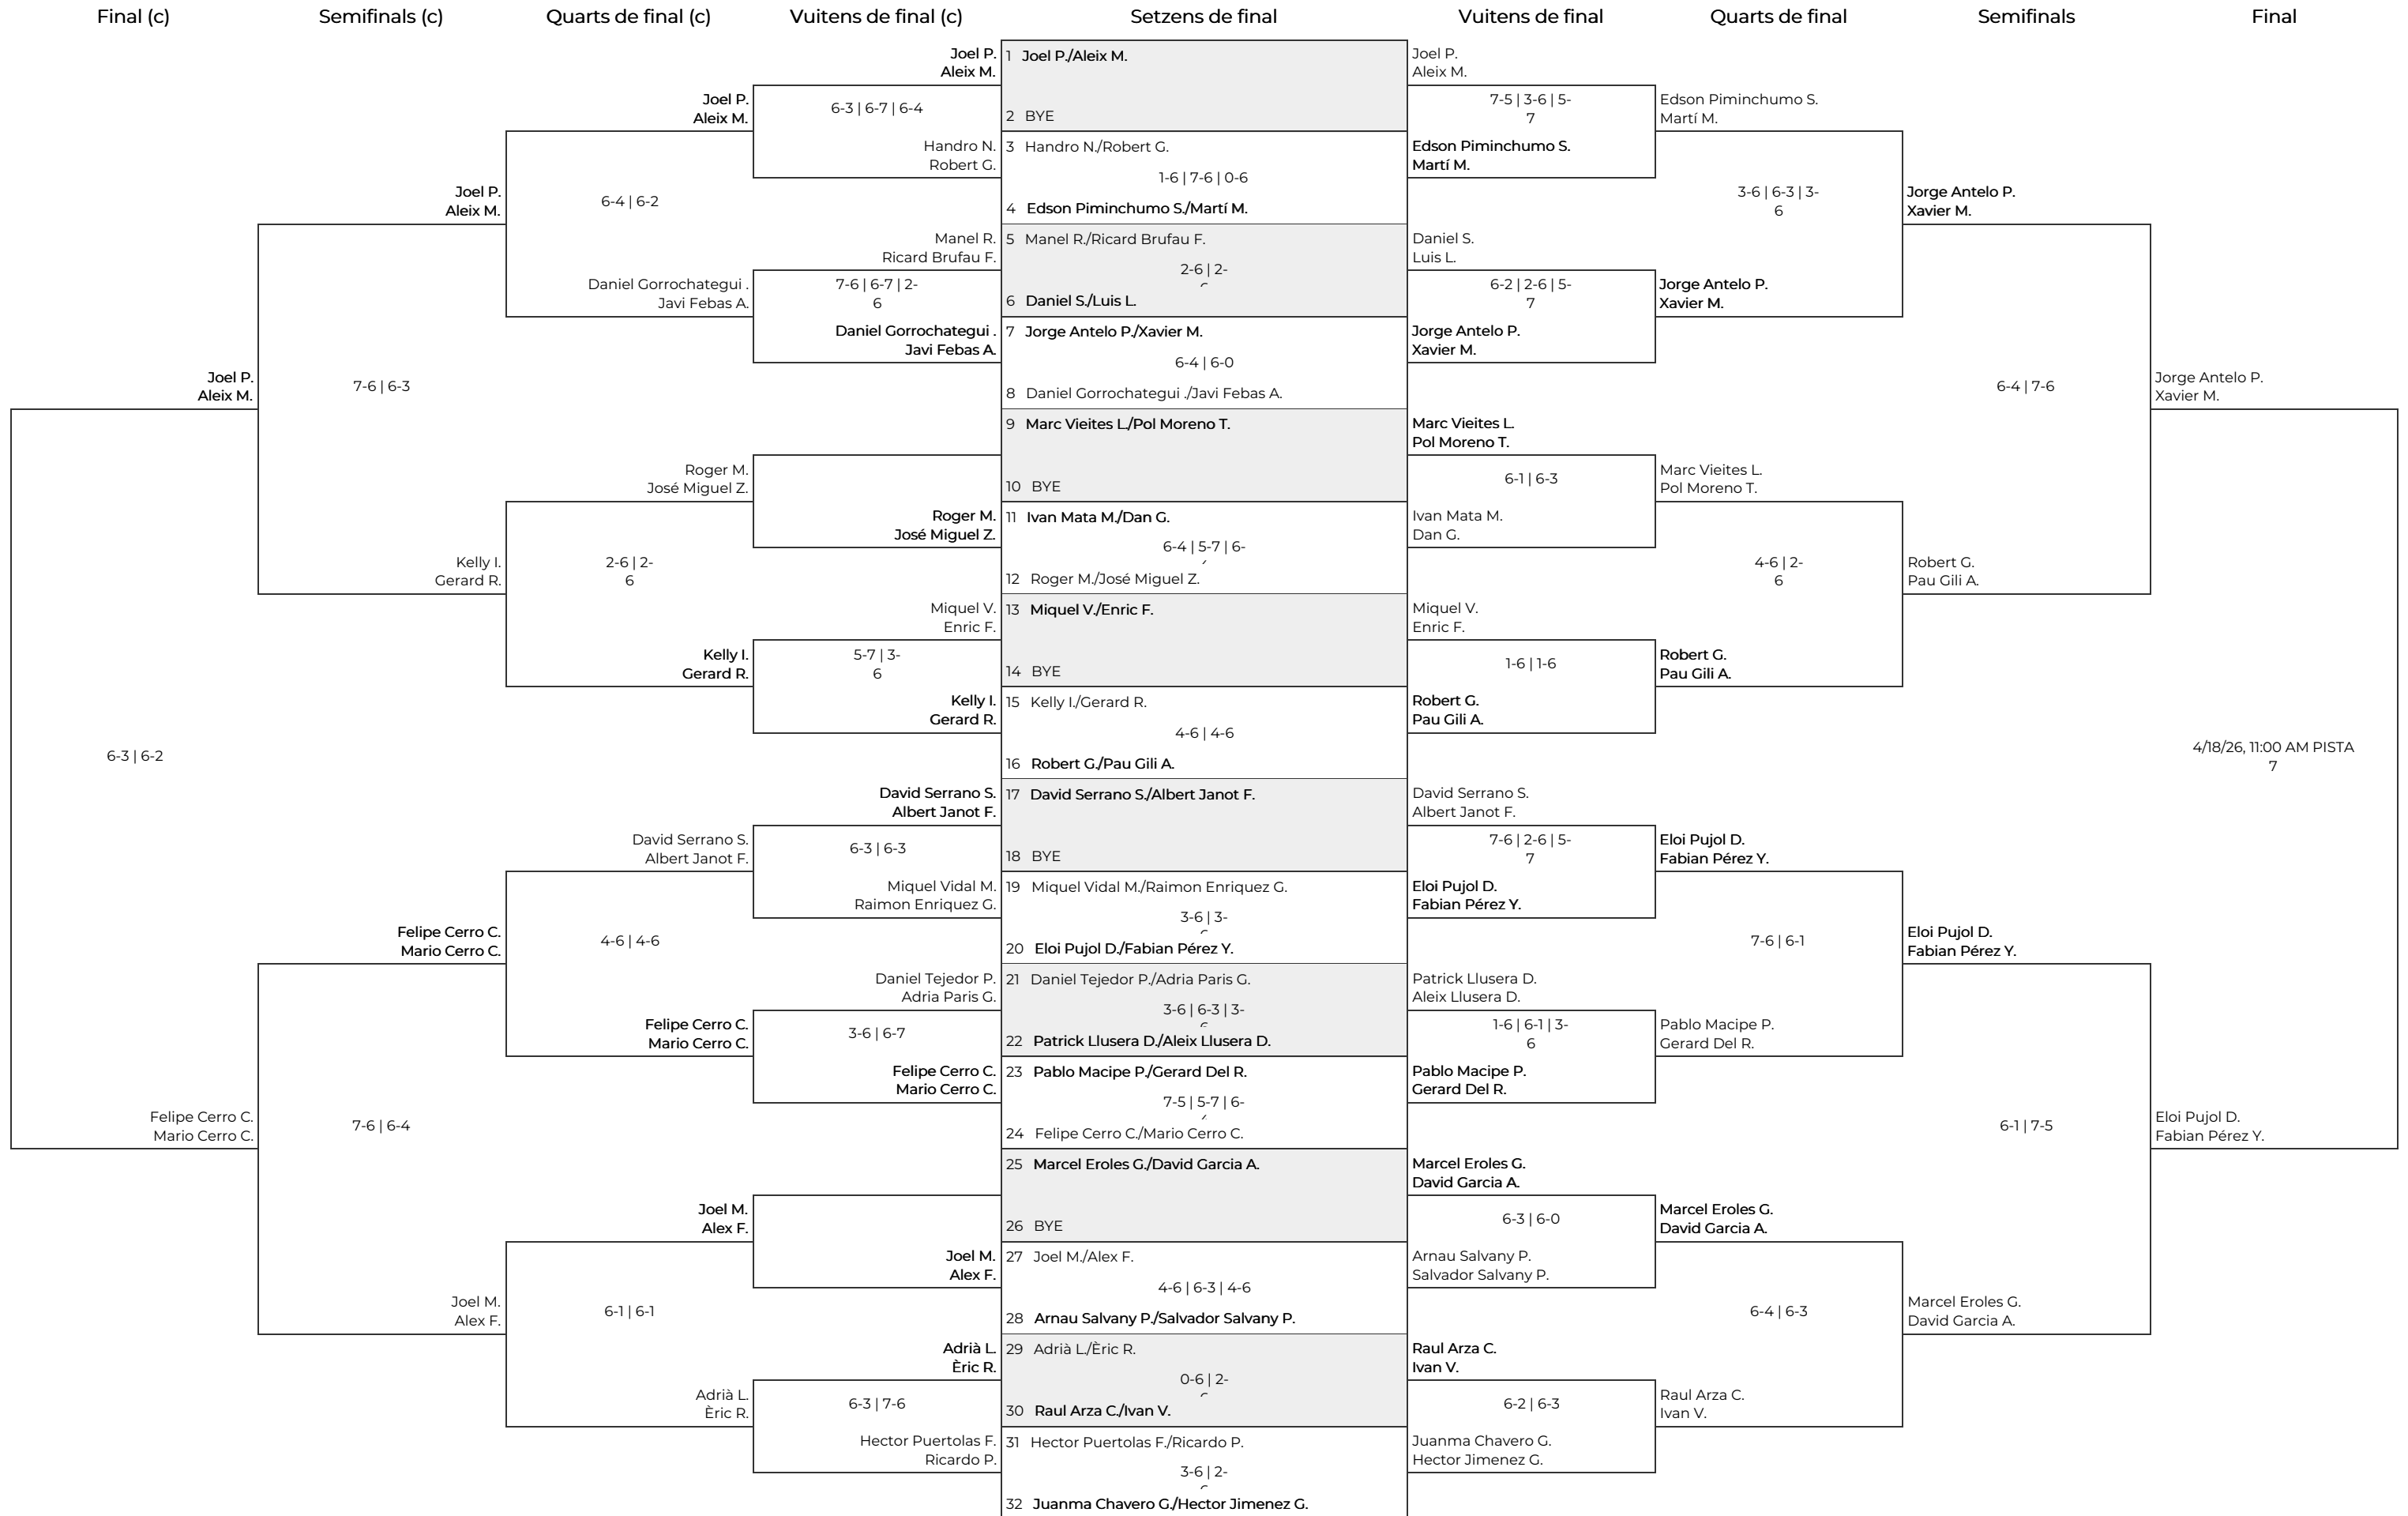 Final (c)
Semifinals (c)
Quarts de final (c)
Vuitens de final (c)
Setzens de final
Vuitens de final
Quarts de final
Semifinals
Final
Joel P.
Aleix M.
6-3 | 6-2
Felipe Cerro C.
Mario Cerro C.
Joel P.
Aleix M.
7-6 | 6-3
Kelly I.
Gerard R.
Felipe Cerro C.
Mario Cerro C.
7-6 | 6-4
Joel M.
Alex F.
Joel P.
Aleix M.
6-4 | 6-2
Daniel Gorrochategui .
Javi Febas A.
Roger M.
José Miguel Z.
2-6 | 2-
6
Kelly I.
Gerard R.
David Serrano S.
Albert Janot F.
4-6 | 4-6
Felipe Cerro C.
Mario Cerro C.
Joel M.
Alex F.
6-1 | 6-1
Adrià L.
Èric R.
Joel P.
Aleix M.
6-3 | 6-7 | 6-4
Handro N.
Robert G.
Manel R.
Ricard Brufau F.
7-6 | 6-7 | 2-
6
Daniel Gorrochategui .
Javi Febas A.
Roger M.
José Miguel Z.
Miquel V.
Enric F.
5-7 | 3-
6
Kelly I.
Gerard R.
David Serrano S.
Albert Janot F.
6-3 | 6-3
Miquel Vidal M.
Raimon Enriquez G.
Daniel Tejedor P.
Adria Paris G.
3-6 | 6-7
Felipe Cerro C.
Mario Cerro C.
Joel M.
Alex F.
Adrià L.
Èric R.
6-3 | 7-6
Hector Puertolas F.
Ricardo P.
1 Joel P./Aleix M.
2 BYE
3 Handro N./Robert G.
1-6 | 7-6 | 0-6
4 Edson Piminchumo S./Martí M.
5 Manel R./Ricard Brufau F.
2-6 | 2-
6 Daniel S./Luis L.
7 Jorge Antelo P./Xavier M.
6-4 | 6-0
8 Daniel Gorrochategui ./Javi Febas A.
9 Marc Vieites L./Pol Moreno T.
10 BYE
11 Ivan Mata M./Dan G.
6-4 | 5-7 | 6-
12 Roger M./José Miguel Z.
13 Miquel V./Enric F.
14 BYE
15 Kelly I./Gerard R.
4-6 | 4-6
16 Robert G./Pau Gili A.
17 David Serrano S./Albert Janot F.
18 BYE
19 Miquel Vidal M./Raimon Enriquez G.
3-6 | 3-
20 Eloi Pujol D./Fabian Pérez Y.
21 Daniel Tejedor P./Adria Paris G.
3-6 | 6-3 | 3-
22 Patrick Llusera D./Aleix Llusera D.
23 Pablo Macipe P./Gerard Del R.
7-5 | 5-7 | 6-
24 Felipe Cerro C./Mario Cerro C.
25 Marcel Eroles G./David Garcia A.
26 BYE
27 Joel M./Alex F.
4-6 | 6-3 | 4-6
28 Arnau Salvany P./Salvador Salvany P.
29 Adrià L./Èric R.
0-6 | 2-
30 Raul Arza C./Ivan V.
31 Hector Puertolas F./Ricardo P.
3-6 | 2-
32 Juanma Chavero G./Hector Jimenez G.
Joel P.
Aleix M.
7-5 | 3-6 | 5-
7
Edson Piminchumo S.
Martí M.
Daniel S.
Luis L.
6-2 | 2-6 | 5-
7
Jorge Antelo P.
Xavier M.
Marc Vieites L.
Pol Moreno T.
6-1 | 6-3
Ivan Mata M.
Dan G.
Miquel V.
Enric F.
1-6 | 1-6
Robert G.
Pau Gili A.
David Serrano S.
Albert Janot F.
7-6 | 2-6 | 5-
7
Eloi Pujol D.
Fabian Pérez Y.
Patrick Llusera D.
Aleix Llusera D.
1-6 | 6-1 | 3-
6
Pablo Macipe P.
Gerard Del R.
Marcel Eroles G.
David Garcia A.
6-3 | 6-0
Arnau Salvany P.
Salvador Salvany P.
Raul Arza C.
Ivan V.
6-2 | 6-3
Juanma Chavero G.
Hector Jimenez G.
Edson Piminchumo S.
Martí M.
3-6 | 6-3 | 3-
6
Jorge Antelo P.
Xavier M.
Marc Vieites L.
Pol Moreno T.
4-6 | 2-
6
Robert G.
Pau Gili A.
Eloi Pujol D.
Fabian Pérez Y.
7-6 | 6-1
Pablo Macipe P.
Gerard Del R.
Marcel Eroles G.
David Garcia A.
6-4 | 6-3
Raul Arza C.
Ivan V.
Jorge Antelo P.
Xavier M.
6-4 | 7-6
Robert G.
Pau Gili A.
Eloi Pujol D.
Fabian Pérez Y.
6-1 | 7-5
Marcel Eroles G.
David Garcia A.
Jorge Antelo P.
Xavier M.
4/18/26, 11:00 AM PISTA
7
Eloi Pujol D.
Fabian Pérez Y.